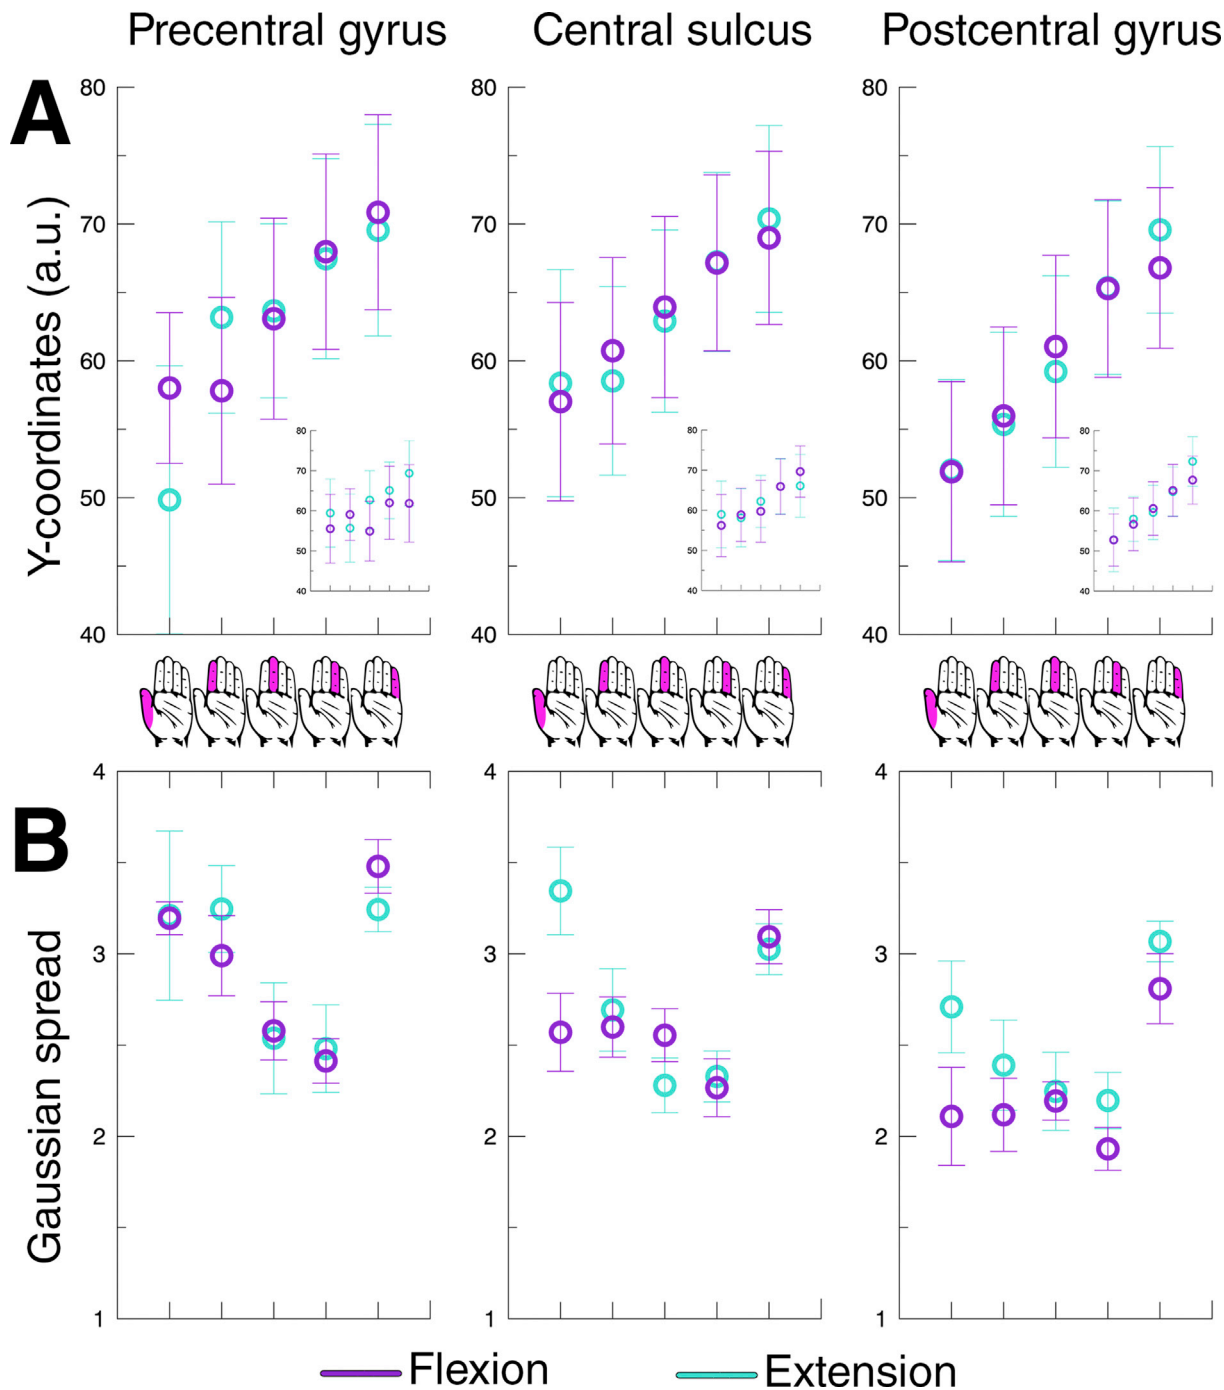 Precentral gyrus Central sulcus Postcentral gyrus
A
Y-coordinates (a.u.)
80 80 80
70 70 70
60 60 60
50 50 50
40 40 40
80 80 80
70 70 70
60 60 60
50 50 50
40 40 40
B
Gaussian spread
4 4 4
3 3 3
2 2 2
1 1 1
Flexion Extension